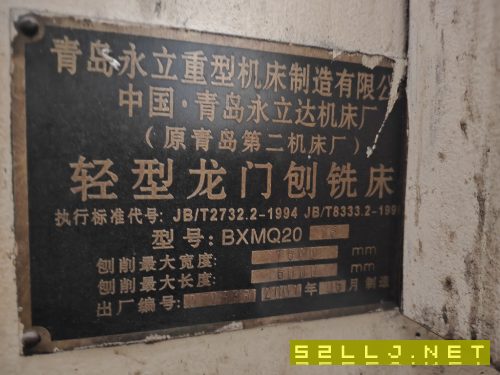 青岛永立重型机床制造有限公
中国·青岛永立达机床厂
(原青岛第二机床厂)
轻型龙门刨铣床
执行标准代号: JB/T2732.2-1994 JB/T8333.2-199
型号: BXMQ20
刨削最大宽度: mm
刨削最大长度: mm
出厂编号: 年 月制造
52LLJ.NET